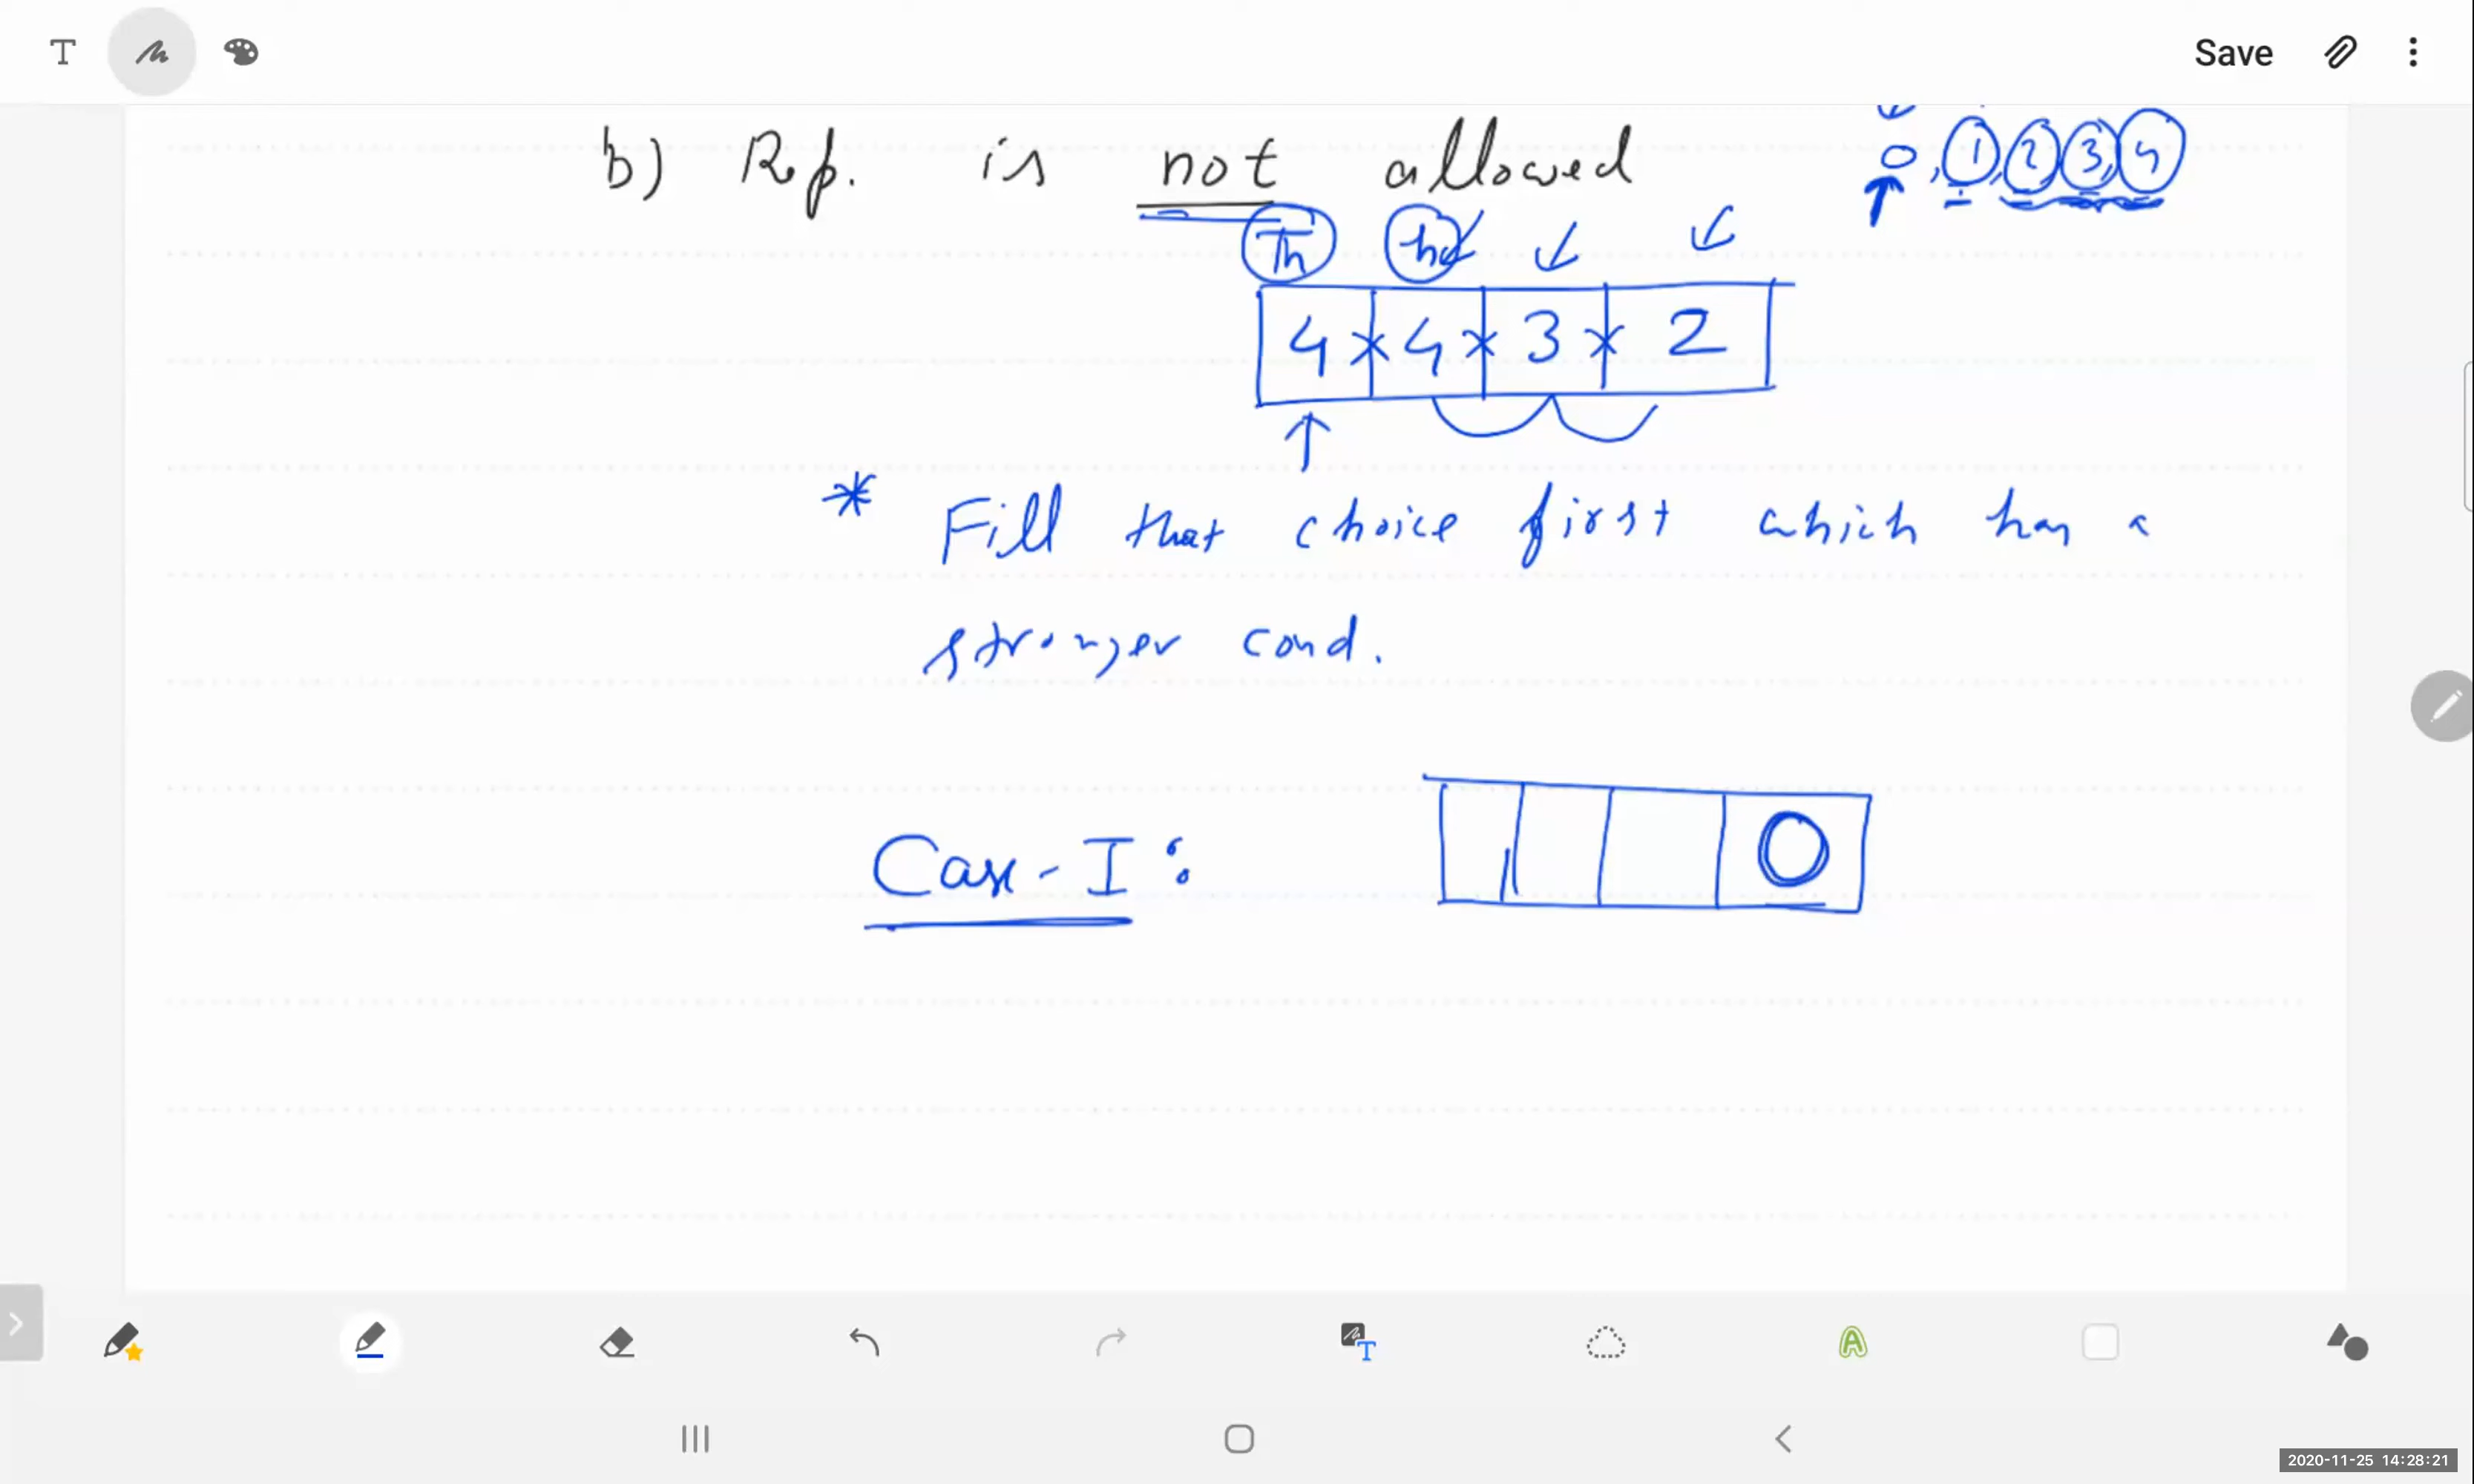 T Save
b) Rep. is not allowed 0, 1, 2, 3, 4
Th h
4 * 4 * 3 * 2
* Fill that choice first which has a
stronger cond.
Case - I : 0
A
2020-11-25 14:28:21